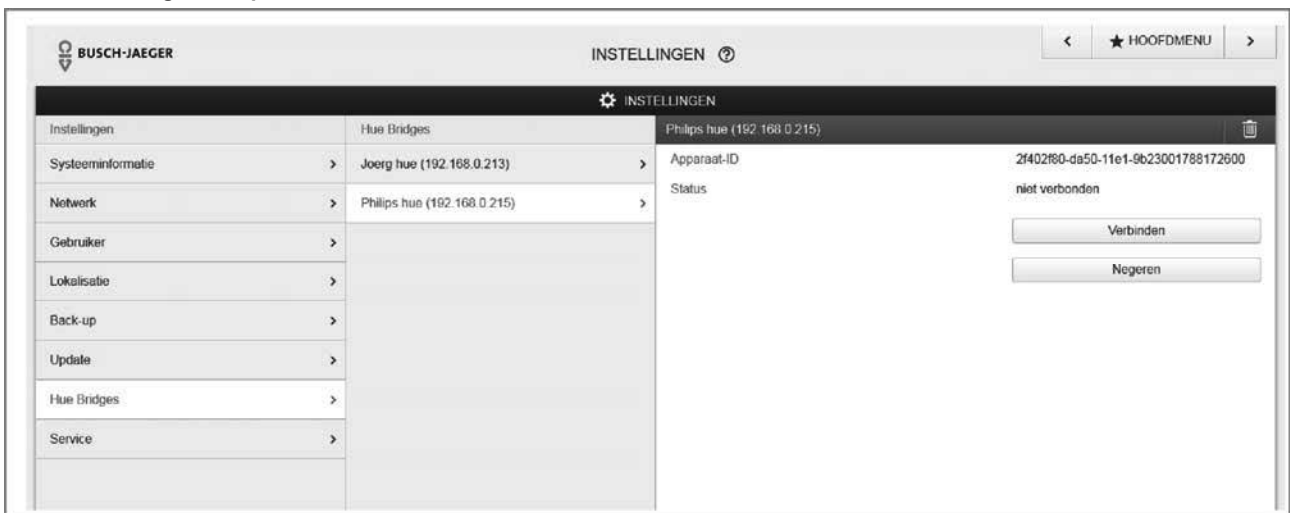 BUSCH-JAEGER
INSTELLINGEN ?
< ★ HOOFDMENU >
INSTELLINGEN
Instellingen
Systeeminformatie >
Netwerk >
Gebruiker >
Lokalisatie >
Back-up >
Update >
Hue Bridges >
Service >
Hue Bridges
Joerg hue (192.168.0.213) >
Philips hue (192.168.0.215) >
Philips hue (192.168.0.215)
Apparaat-ID 2f402f80-da50-11e1-9b23001788172600
Status niet verbonden
Verbinden
Negeren